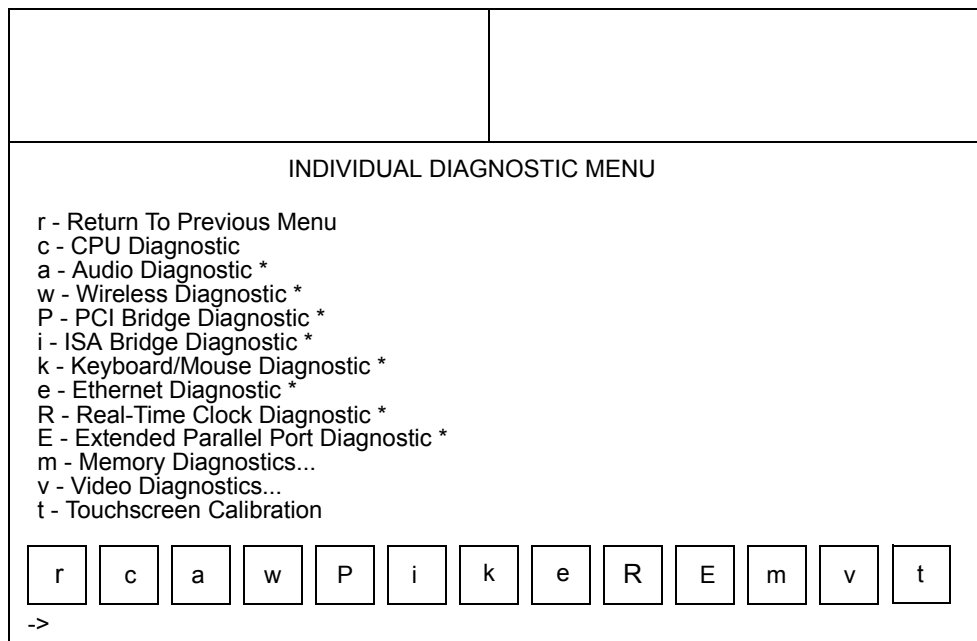 INDIVIDUAL DIAGNOSTIC MENU
r - Return To Previous Menu
c - CPU Diagnostic
a - Audio Diagnostic *
w - Wireless Diagnostic *
P - PCI Bridge Diagnostic *
i - ISA Bridge Diagnostic *
k - Keyboard/Mouse Diagnostic *
e - Ethernet Diagnostic *
R - Real-Time Clock Diagnostic *
E - Extended Parallel Port Diagnostic *
m - Memory Diagnostics...
v - Video Diagnostics...
t - Touchscreen Calibration
r c a w P i k e R E m v t
->